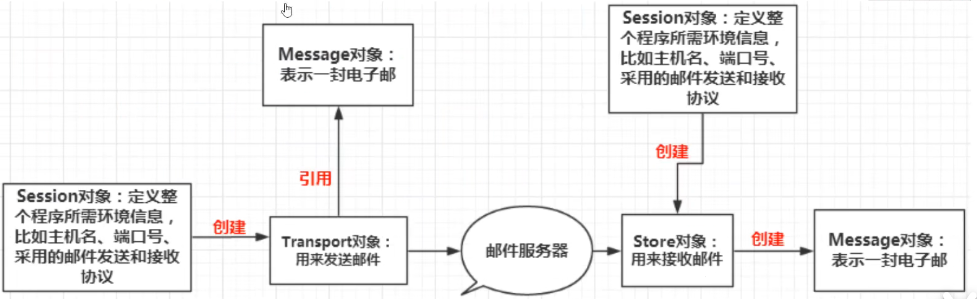 Message对象：
表示一封电子邮
Session对象：定义整
个程序所需环境信息，
比如主机名、端口号、
采用的邮件发送和接收
协议
创建
引用
Session对象：定义整
个程序所需环境信息，
比如主机名、端口号、
采用的邮件发送和接收
协议
创建
Transport对象：
用来发送邮件
邮件服务器
Store对象：
用来接收邮件
创建
Message对象：
表示一封电子邮